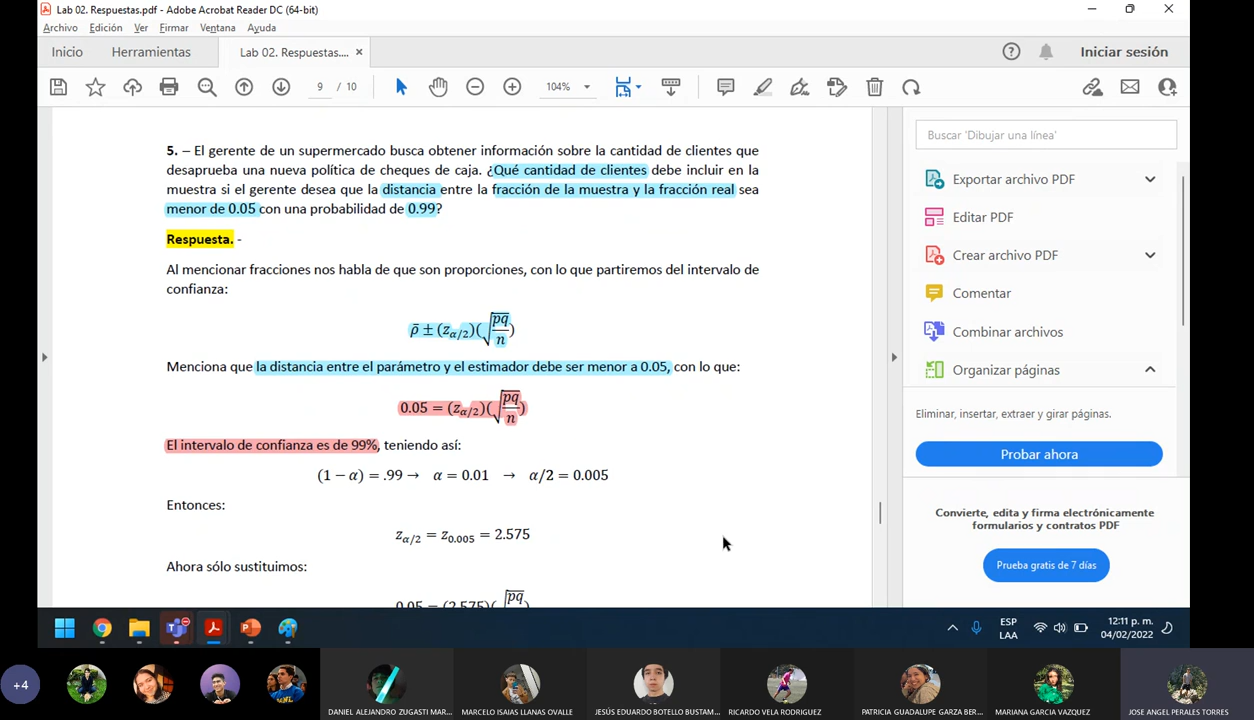 Lab 02. Respuestas.pdf - Adobe Acrobat Reader DC (64-bit)
Archivo Edición Ver Firmar Ventana Ayuda
Inicio Herramientas Lab 02. Respuestas.... × Iniciar sesión
9 / 10 104%
5. – El gerente de un supermercado busca obtener información sobre la cantidad de clientes que
desaprueba una nueva política de cheques de caja. ¿Qué cantidad de clientes debe incluir en la
muestra si el gerente desea que la distancia entre la fracción de la muestra y la fracción real sea
menor de 0.05 con una probabilidad de 0.99?
Respuesta. -
Al mencionar fracciones nos habla de que son proporciones, con lo que partiremos del intervalo de
confianza:
ρ̄ ± (z_{α/2})(√(pq/n))
Menciona que la distancia entre el parámetro y el estimador debe ser menor a 0.05, con lo que:
0.05 = (z_{α/2})(√(pq/n))
El intervalo de confianza es de 99%, teniendo así:
(1 − α) = .99 → α = 0.01 → α/2 = 0.005
Entonces:
z_{α/2} = z_{0.005} = 2.575
Ahora sólo sustituimos:
0.05 = (2.575)(√pq
Buscar 'Dibujar una línea'
Exportar archivo PDF
Editar PDF
Crear archivo PDF
Comentar
Combinar archivos
Organizar páginas
Eliminar, insertar, extraer y girar páginas.
Probar ahora
Convierte, edita y firma electrónicamente
formularios y contratos PDF
Prueba gratis de 7 días
ESP
LAA
12:11 p. m.
04/02/2022
+4
DANIEL ALEJANDRO ZUGASTI MAR...
MARCELO ISAIAS LLANAS OVALLE
JESÚS EDUARDO BOTELLO BUSTAM...
RICARDO VELA RODRIGUEZ
PATRICIA GUADALUPE GARZA BER...
MARIANA GARCIA VAZQUEZ
JOSE ANGEL PERALES TORRES